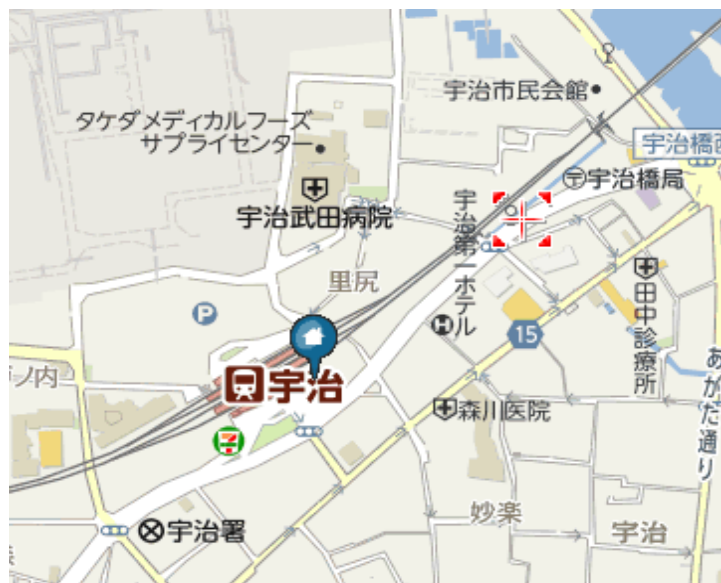 宇治市民会館
タケダメディカルフーズ
サプライセンター
宇治橋西
宇治橋局
宇治武田病院
宇治第一ホテル
里尻
田中診療所
P
15
あがた通り
ノ内
宇治
H
森川医院
妙楽
宇治署
宇治